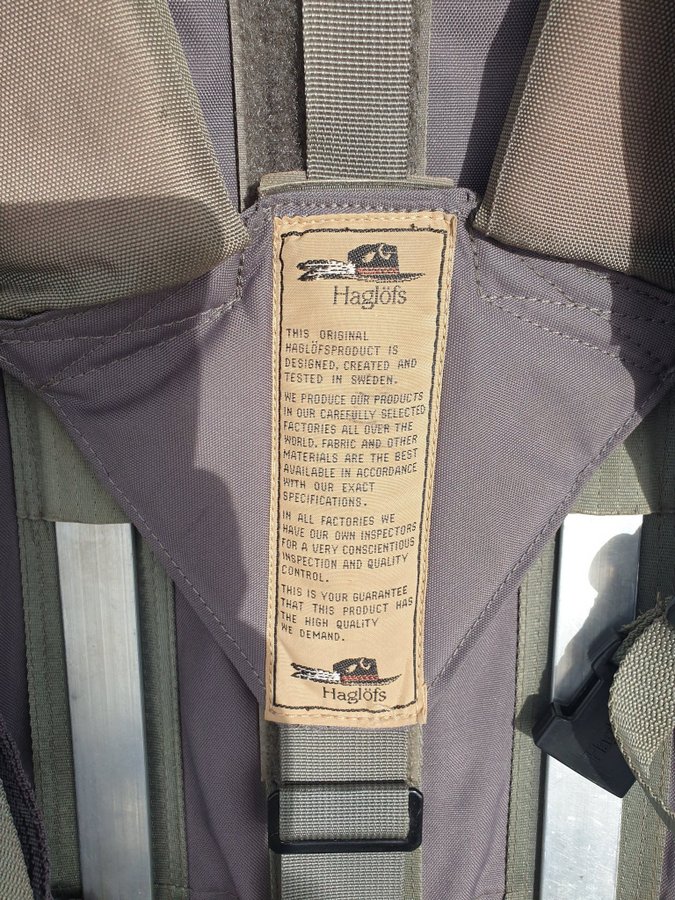 Haglöfs
THIS ORIGINAL
HAGLÖFSPRODUCT IS
DESIGNED, CREATED AND
TESTED IN SWEDEN.
WE PRODUCE OUR PRODUCTS
IN OUR CAREFULLY SELECTED
FACTORIES ALL OVER THE
WORLD. FABRIC AND OTHER
MATERIALS ARE THE BEST
AVAILABLE IN ACCORDANCE
WITH OUR EXACT
SPECIFICATIONS.
IN ALL FACTORIES WE
HAVE OUR OWN INSPECTORS
FOR A VERY CONSCIENTIOUS
INSPECTION AND QUALITY
CONTROL.
THIS IS YOUR GUARANTEE
THAT THIS PRODUCT HAS
THE HIGH QUALITY
WE DEMAND.
Haglöfs